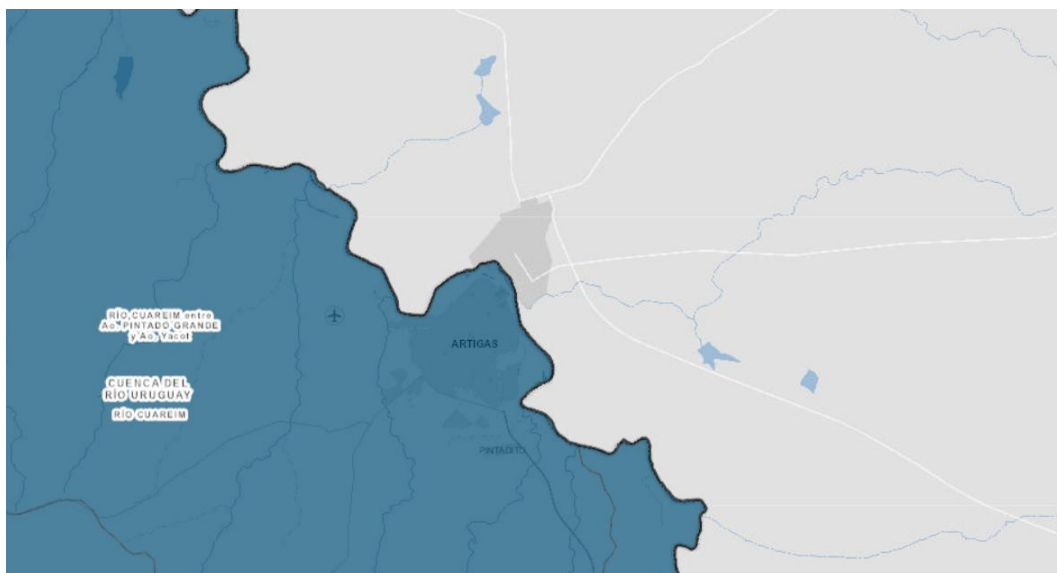 RÍO CUAREIM entre
Ao. PINTADO GRANDE
y Ao. Yacot
ARTIGAS
CUENCA DEL
RÍO URUGUAY
RÍO CUAREIM
PINTADITO